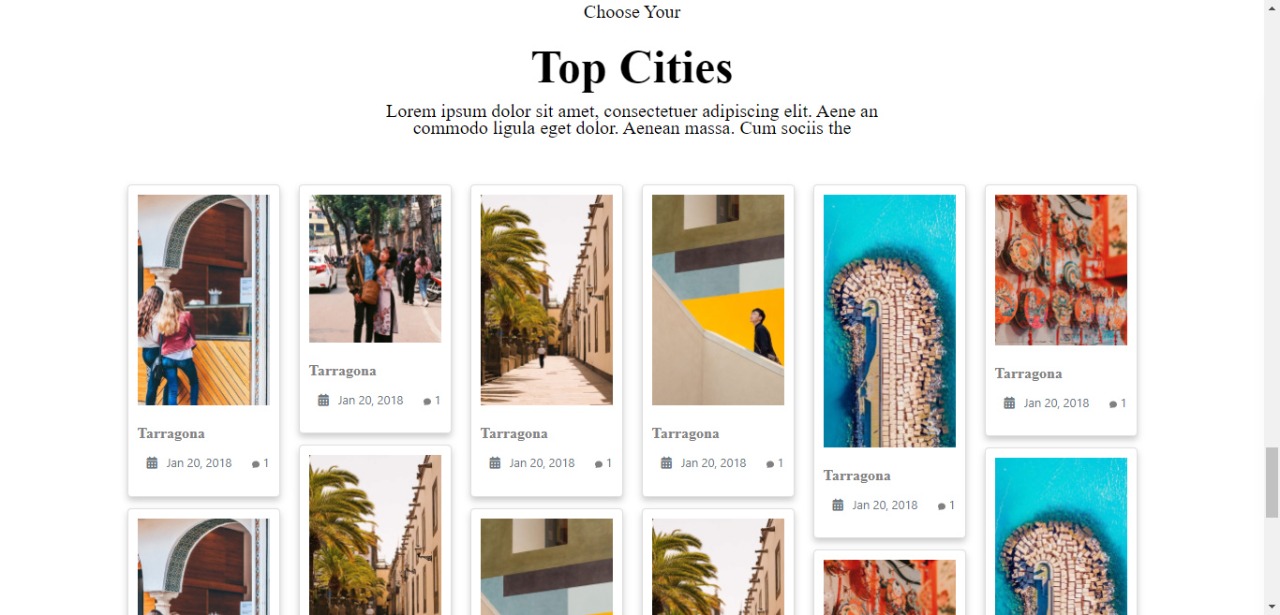 Choose Your
Top Cities
Lorem ipsum dolor sit amet, consectetuer adipiscing elit. Aene an
commodo ligula eget dolor. Aenean massa. Cum sociis the
Tarragona
Jan 20, 2018 1
Tarragona
Jan 20, 2018 1
Tarragona
Jan 20, 2018 1
Tarragona
Jan 20, 2018 1
Tarragona
Jan 20, 2018 1
Tarragona
Jan 20, 2018 1